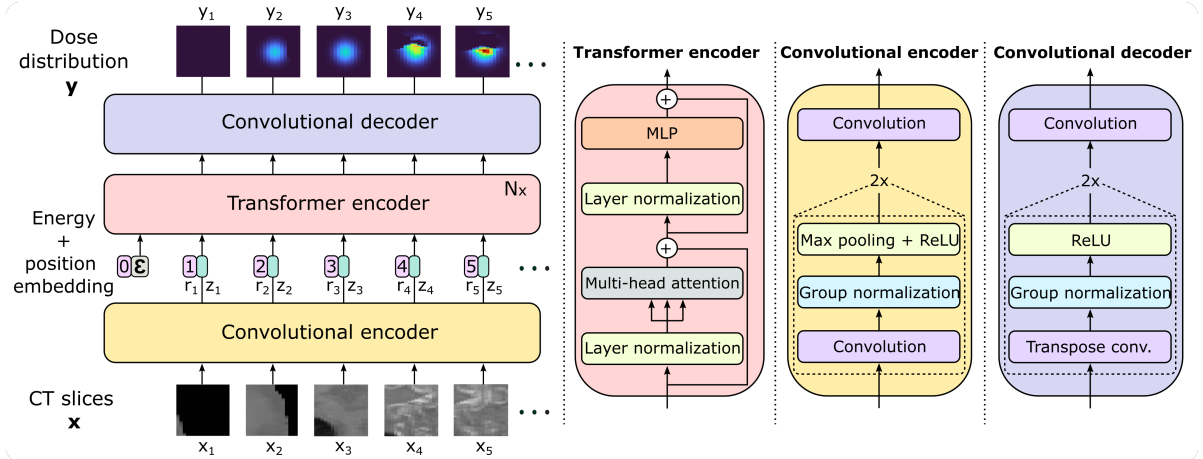 Dose
distribution
y
y1 y2 y3 y4 y5
...
Convolutional decoder
Nx
Transformer encoder
Energy
+
position
embedding
0 ε 1 2 3 4 5 ...
r1 z1 r2 z2 r3 z3 r4 z4 r5 z5
Convolutional encoder
CT slices
x
...
x1 x2 x3 x4 x5
Transformer encoder
+
MLP
Layer normalization
+
Multi-head attention
Layer normalization
Convolutional encoder
Convolution
2x
Max pooling + ReLU
Group normalization
Convolution
Convolutional decoder
Convolution
2x
ReLU
Group normalization
Transpose conv.